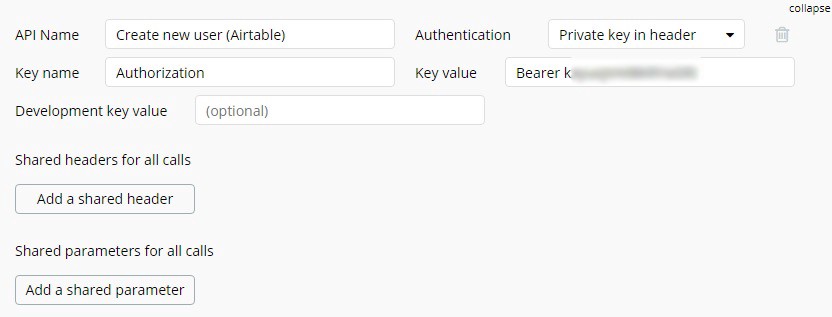 collapse
API Name Create new user (Airtable) Authentication Private key in header
Key name Authorization Key value Bearer
Development key value (optional)
Shared headers for all calls
Add a shared header
Shared parameters for all calls
Add a shared parameter